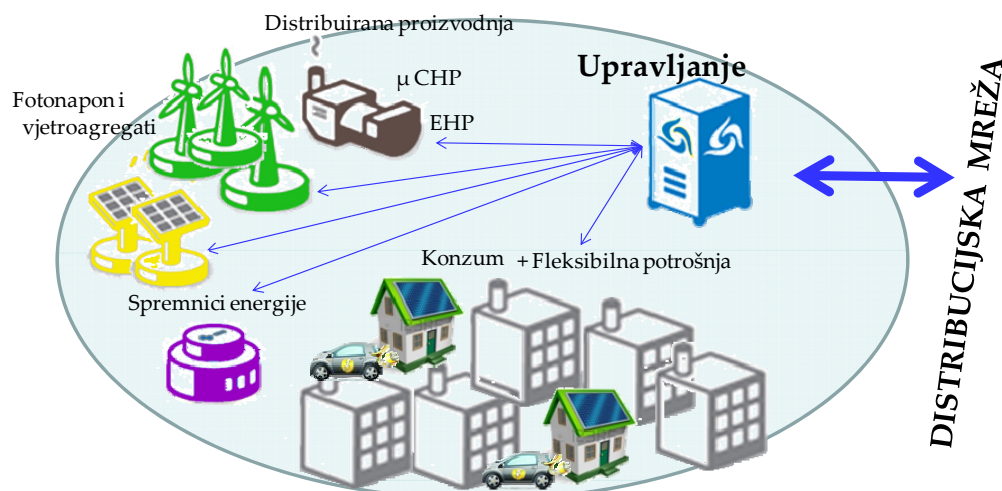 Distribuirana proizvodnja
Upravljanje
µ CHP
Fotonapon i
vjetroagregati
EHP
DISTRIBUCIJSKA MREŽA
Konzum + Fleksibilna potrošnja
Spremnici energije